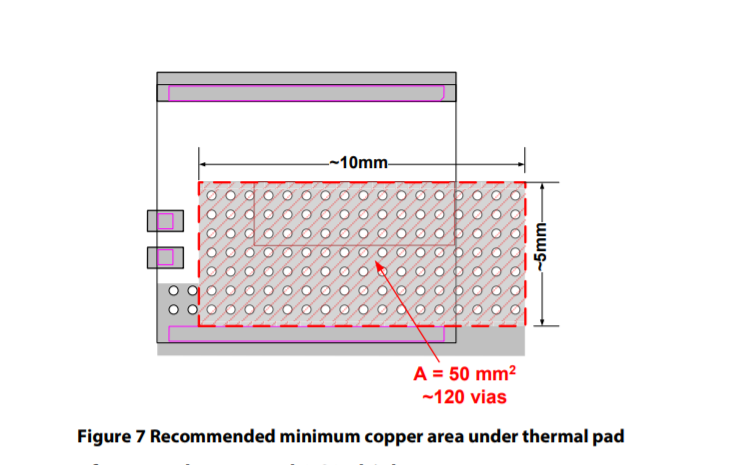 ~10mm
~5mm
A = 50 mm²
~120 vias
Figure 7 Recommended minimum copper area under thermal pad